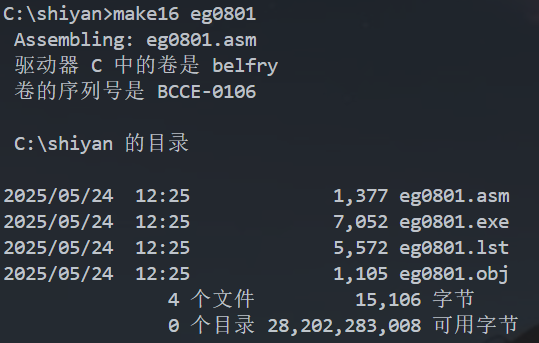 C:\shiyan>make16 eg0801
Assembling: eg0801.asm
驱动器 C 中的卷是 belfry
卷的序列号是 BCCE-0106
C:\shiyan 的目录
2025/05/24  12:25             1,377 eg0801.asm
2025/05/24  12:25             7,052 eg0801.exe
2025/05/24  12:25             5,572 eg0801.lst
2025/05/24  12:25             1,105 eg0801.obj
4 个文件         15,106 字节
0 个目录 28,202,283,008 可用字节